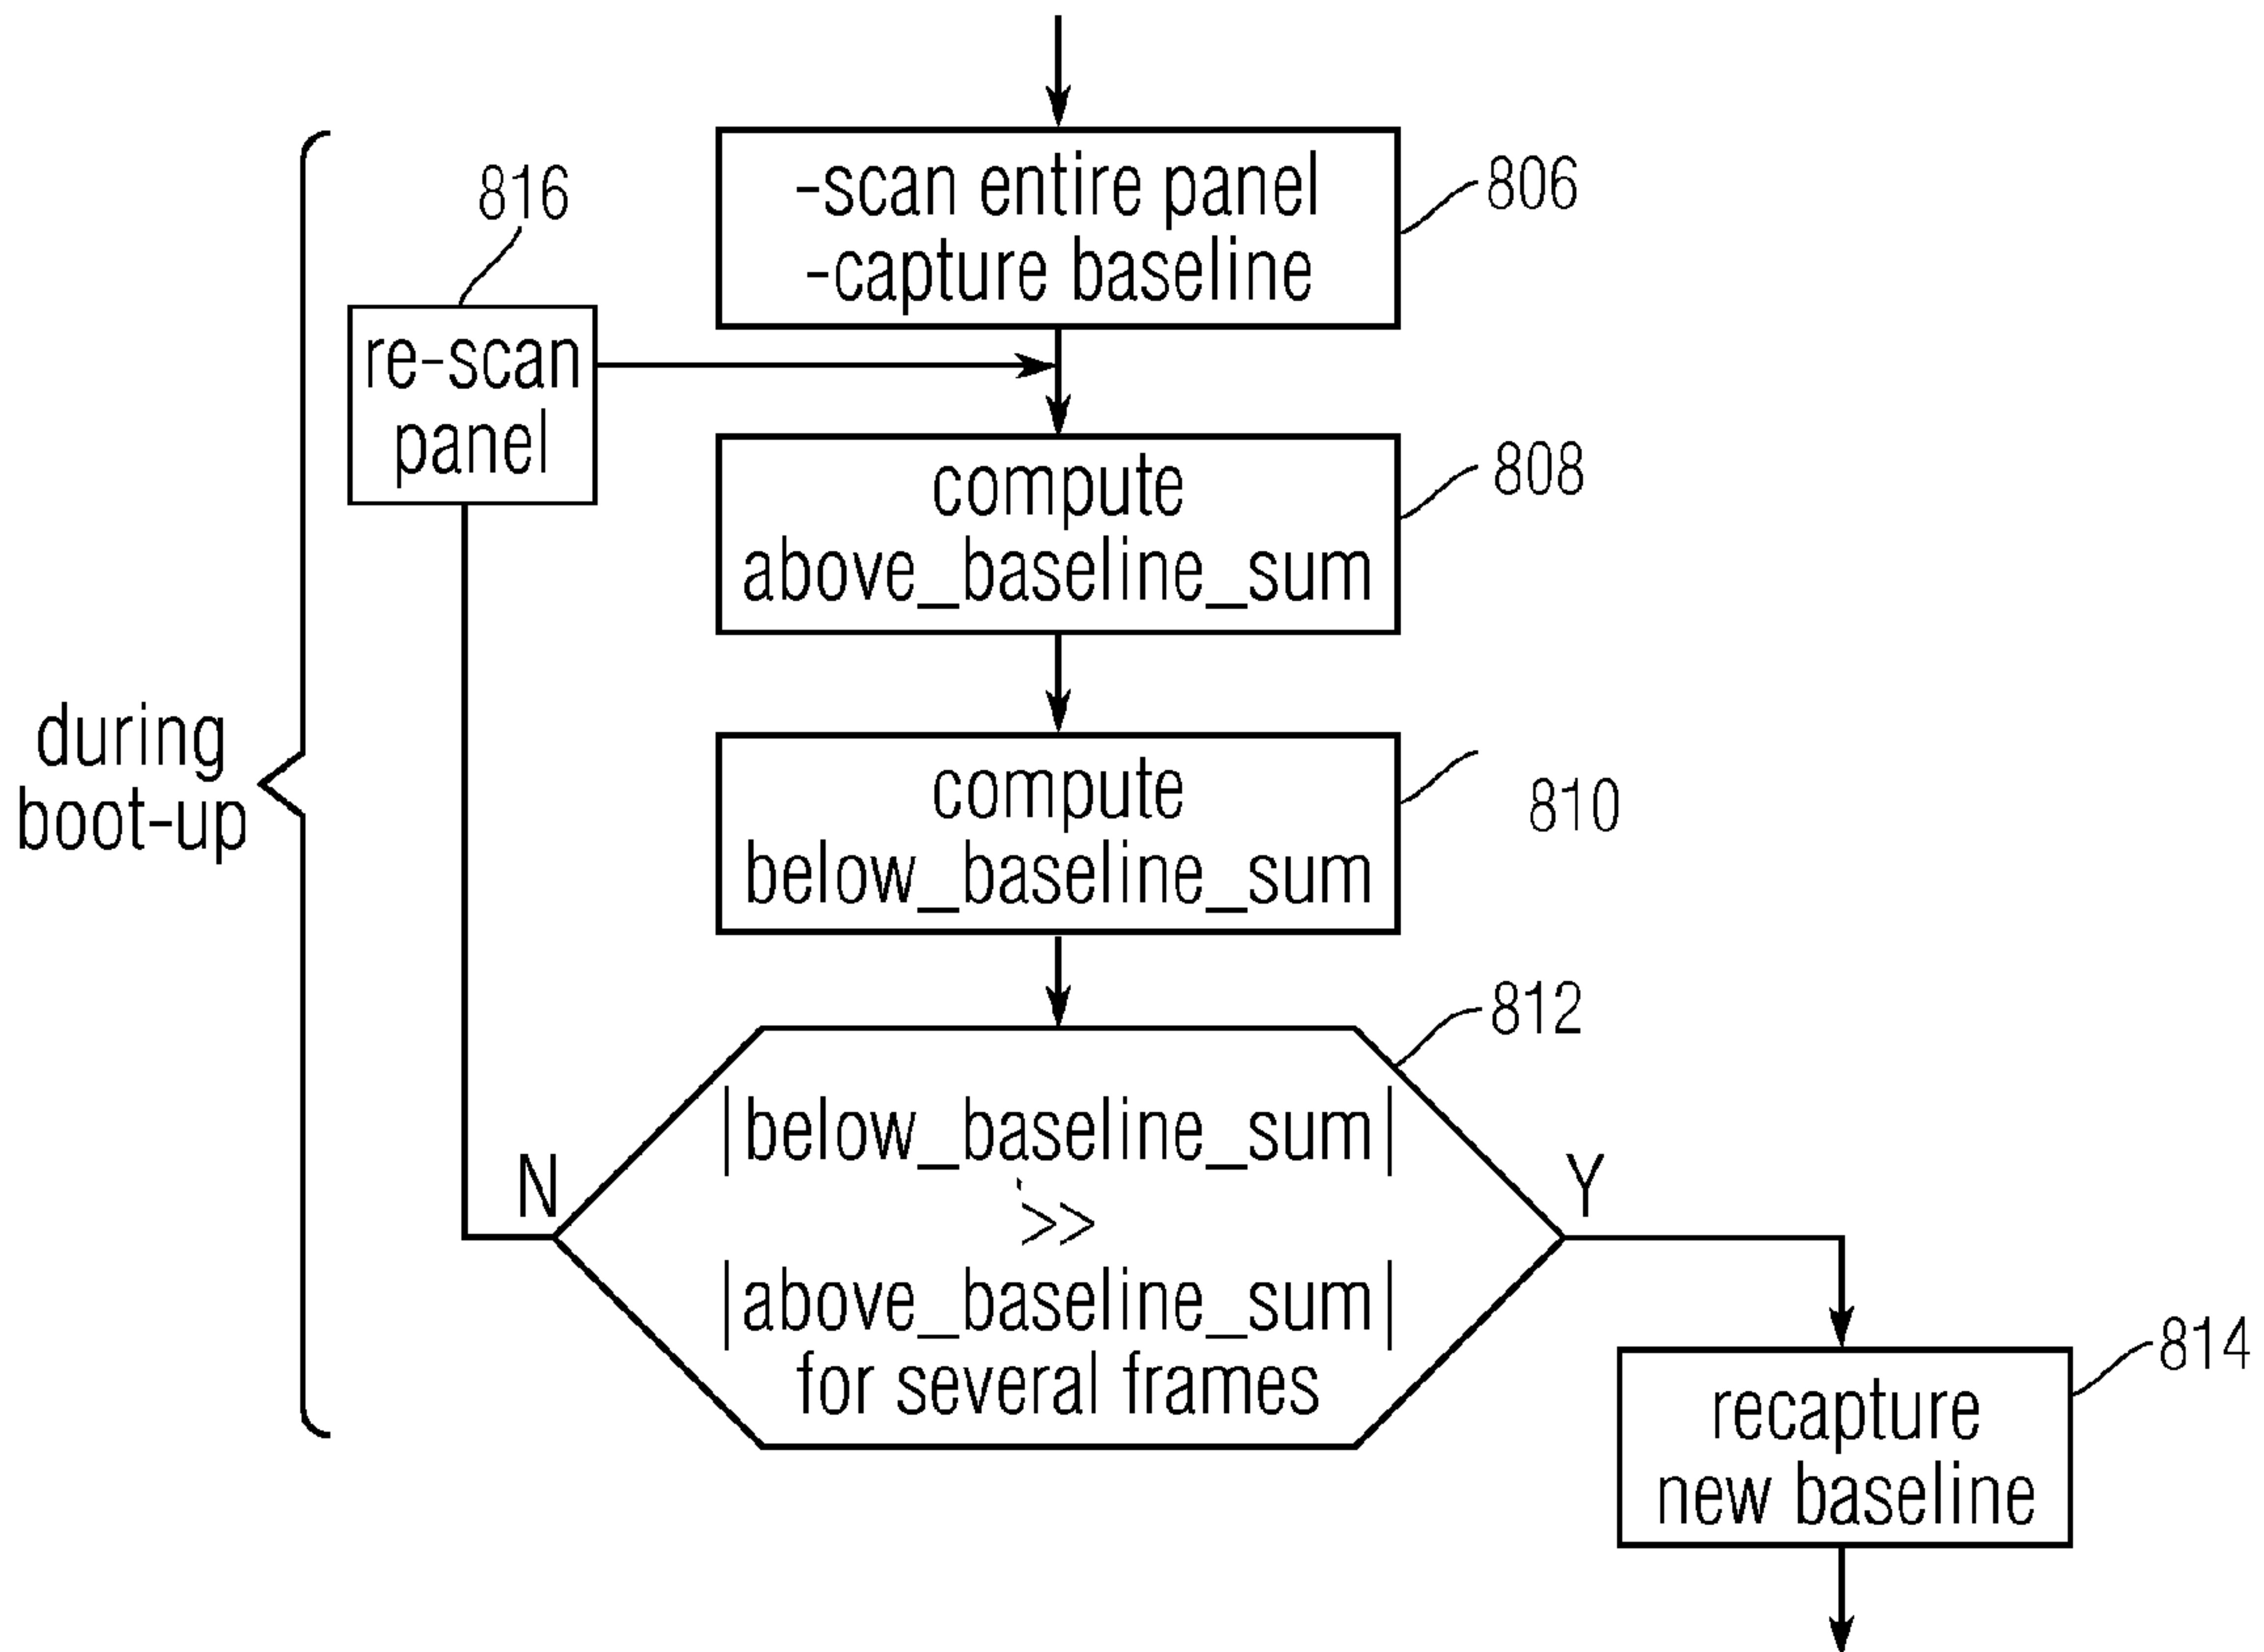 -scan entire panel
-capture baseline
806
816
re-scan
panel
compute
above_baseline_sum
808
during
boot-up
compute
below_baseline_sum
810
812
|below_baseline_sum|
>>
|above_baseline_sum|
for several frames
N
Y
814
recapture
new baseline